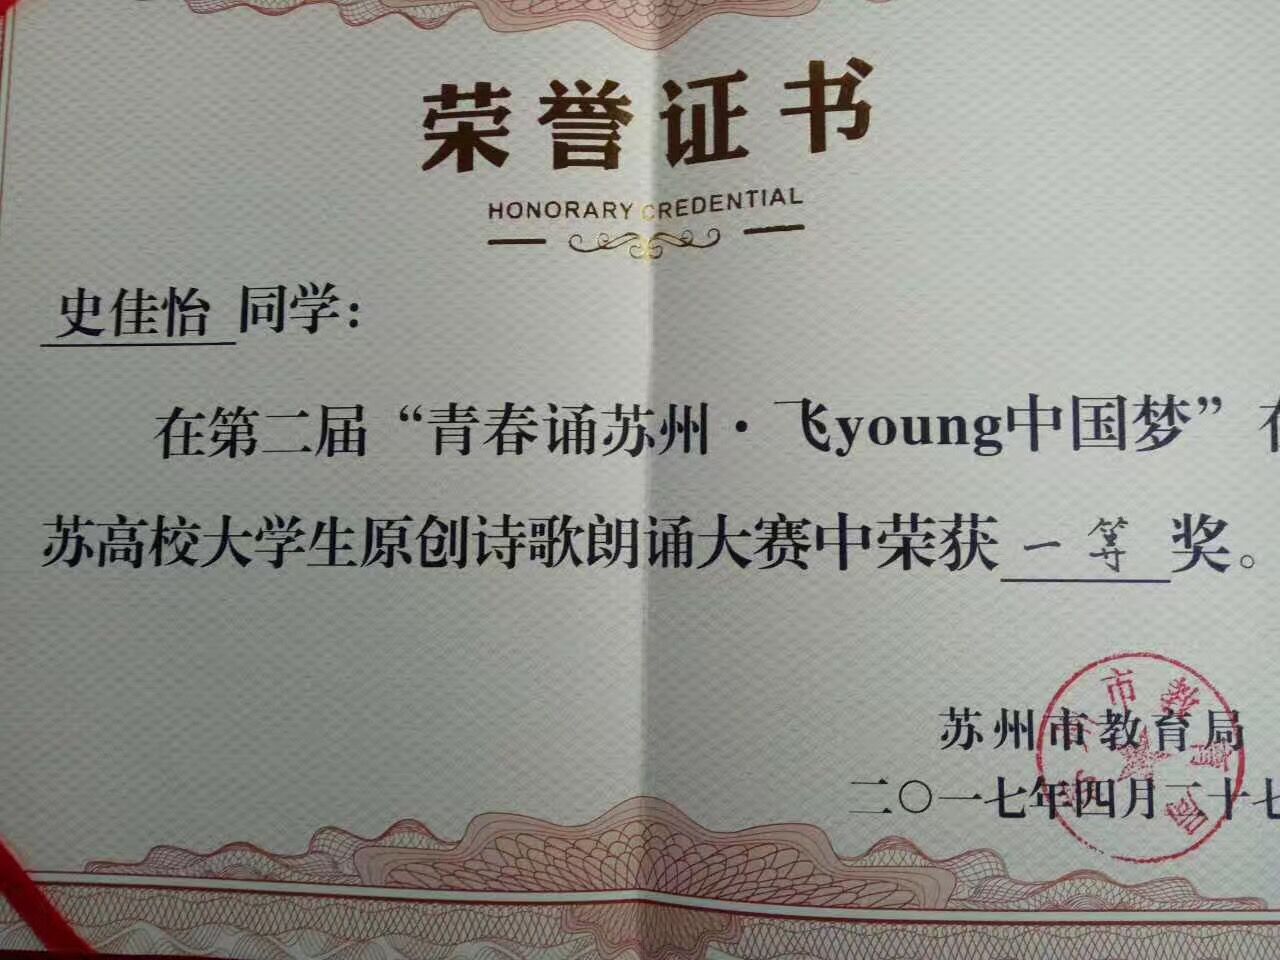 荣誉证书
HONORARY CREDENTIAL
史佳怡 同学：
在第二届“青春诵苏州·飞young中国梦”在
苏高校大学生原创诗歌朗诵大赛中荣获一等奖。
苏州市教育局
二〇一七年四月二十七